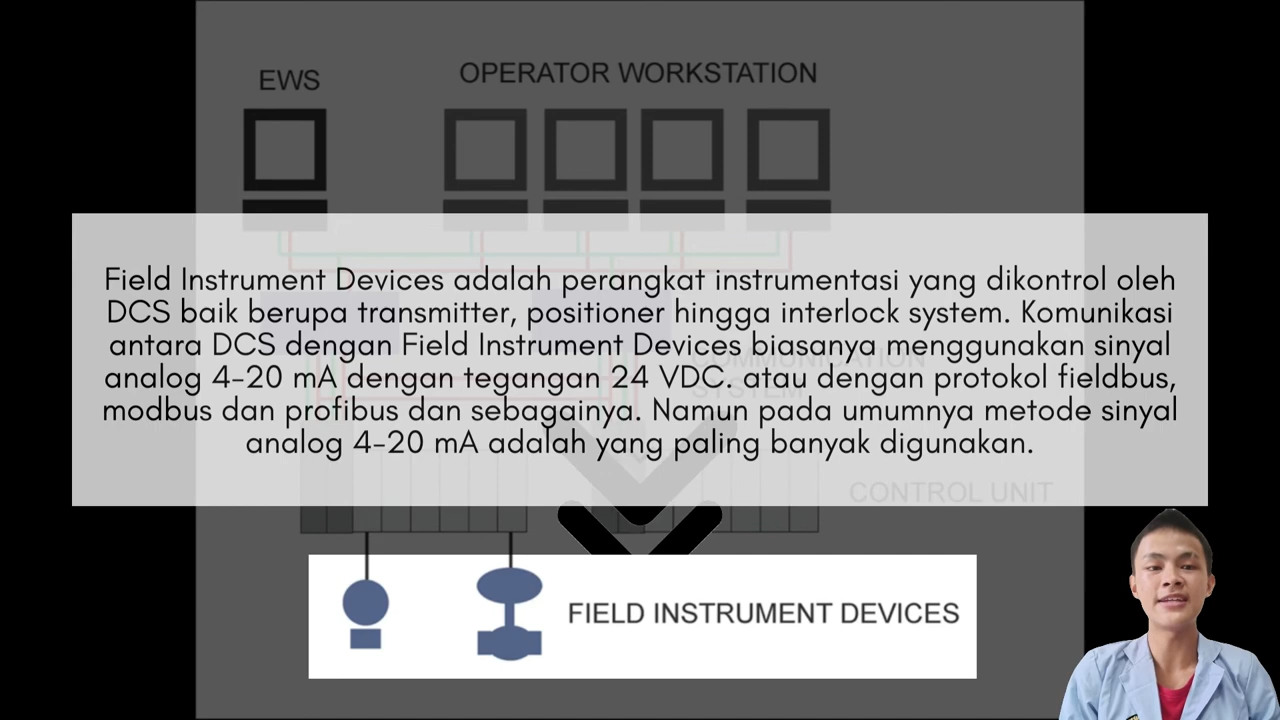 EWS
OPERATOR WORKSTATION
Field Instrument Devices adalah perangkat instrumentasi yang dikontrol oleh
DCS baik berupa transmitter, positioner hingga interlock system. Komunikasi
antara DCS dengan Field Instrument Devices biasanya menggunakan sinyal
analog 4-20 mA dengan tegangan 24 VDC. atau dengan protokol fieldbus,
modbus dan profibus dan sebagainya. Namun pada umumnya metode sinyal
analog 4-20 mA adalah yang paling banyak digunakan.
COMMUNICATION
SYSTEM
CONTROL UNIT
FIELD INSTRUMENT DEVICES